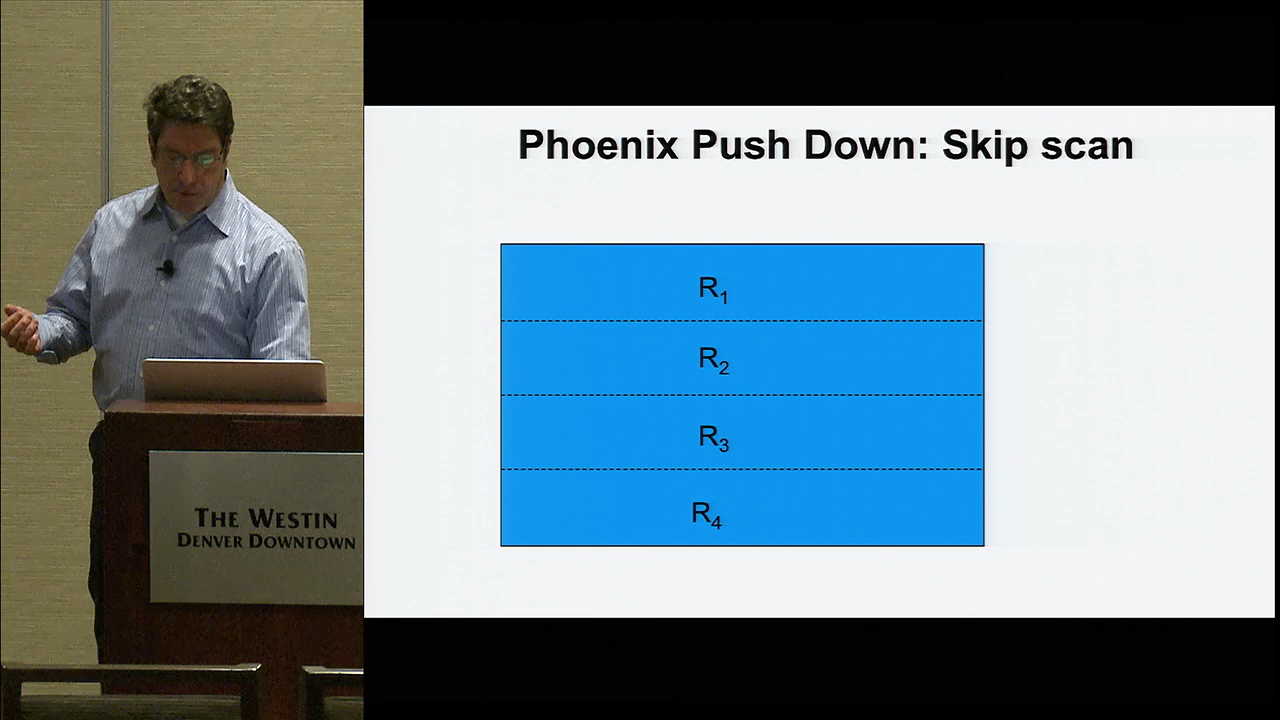 Phoenix Push Down: Skip scan
R₁
R₂
R₃
R₄
THE WESTIN
DENVER DOWNTOWN